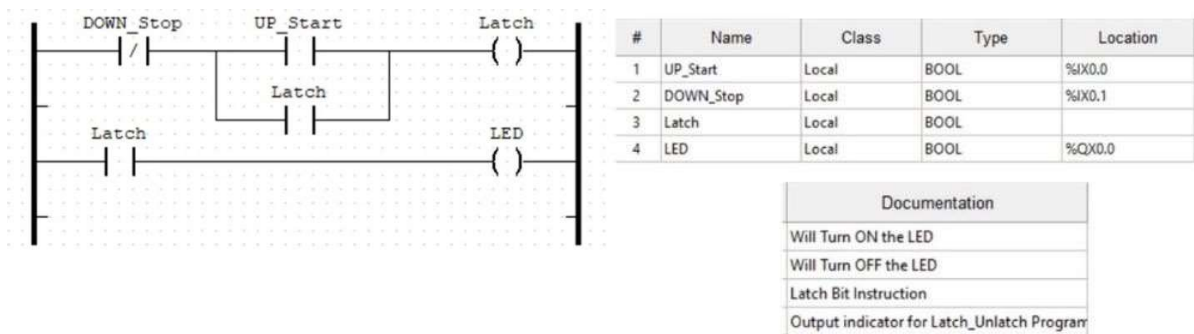 DOWN_Stop UP_Start Latch
Latch
Latch LED
# Name Class Type Location
1 UP_Start Local BOOL %IX0.0
2 DOWN_Stop Local BOOL %IX0.1
3 Latch Local BOOL
4 LED Local BOOL %QX0.0
Documentation
Will Turn ON the LED
Will Turn OFF the LED
Latch Bit Instruction
Output indicator for Latch_Unlatch Program